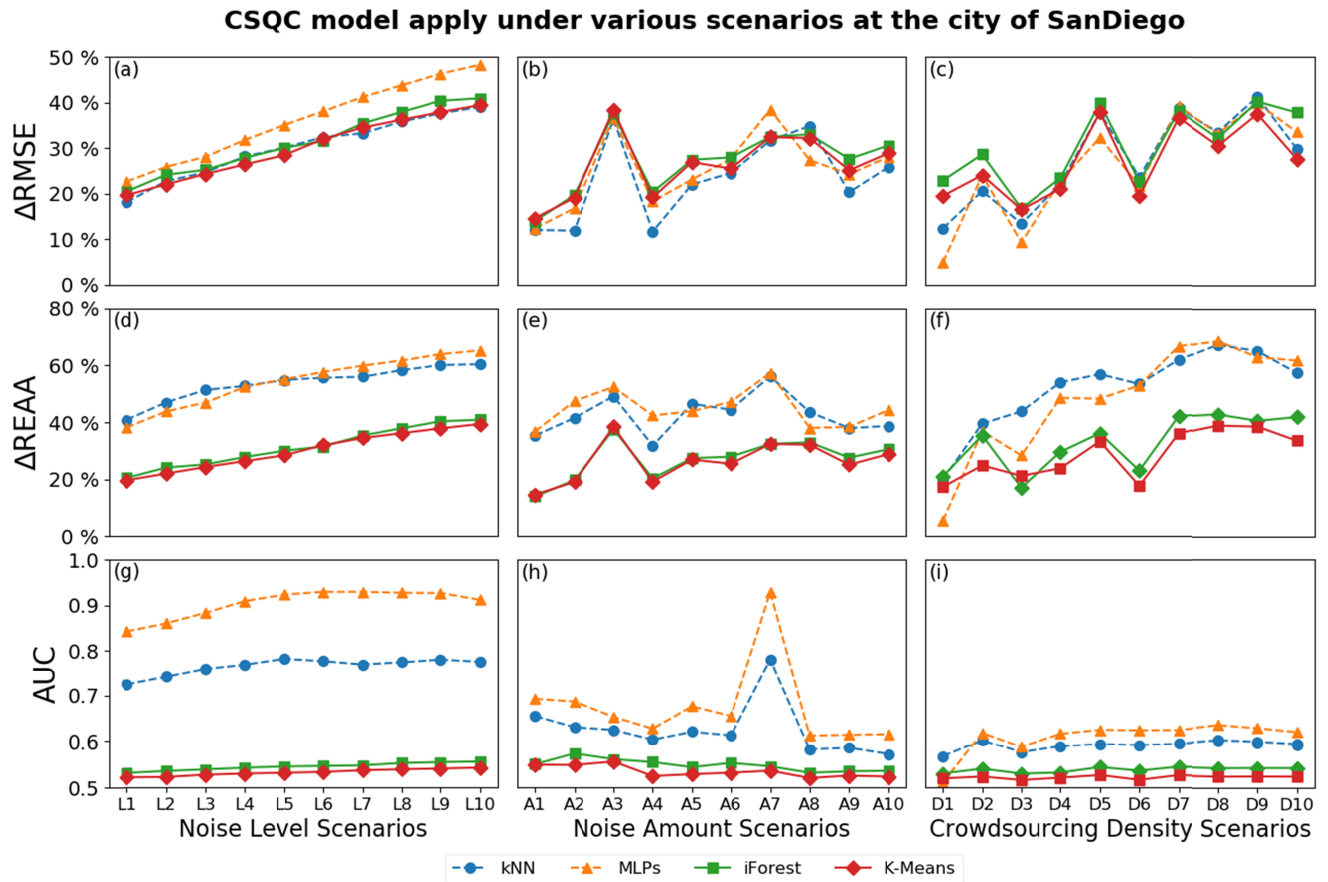 CSQC model apply under various scenarios at the city of SanDiego
(a) (b) (c)
50 %
40 %
30 %
20 %
10 %
0 %
ΔRMSE
(d) (e) (f)
80 %
60 %
40 %
20 %
0 %
ΔREAA
(g) (h) (i)
1.0
0.9
0.8
0.7
0.6
0.5
AUC
L1 L2 L3 L4 L5 L6 L7 L8 L9 L10 A1 A2 A3 A4 A5 A6 A7 A8 A9 A10 D1 D2 D3 D4 D5 D6 D7 D8 D9 D10
Noise Level Scenarios Noise Amount Scenarios Crowdsourcing Density Scenarios
kNN MLPs iForest K-Means